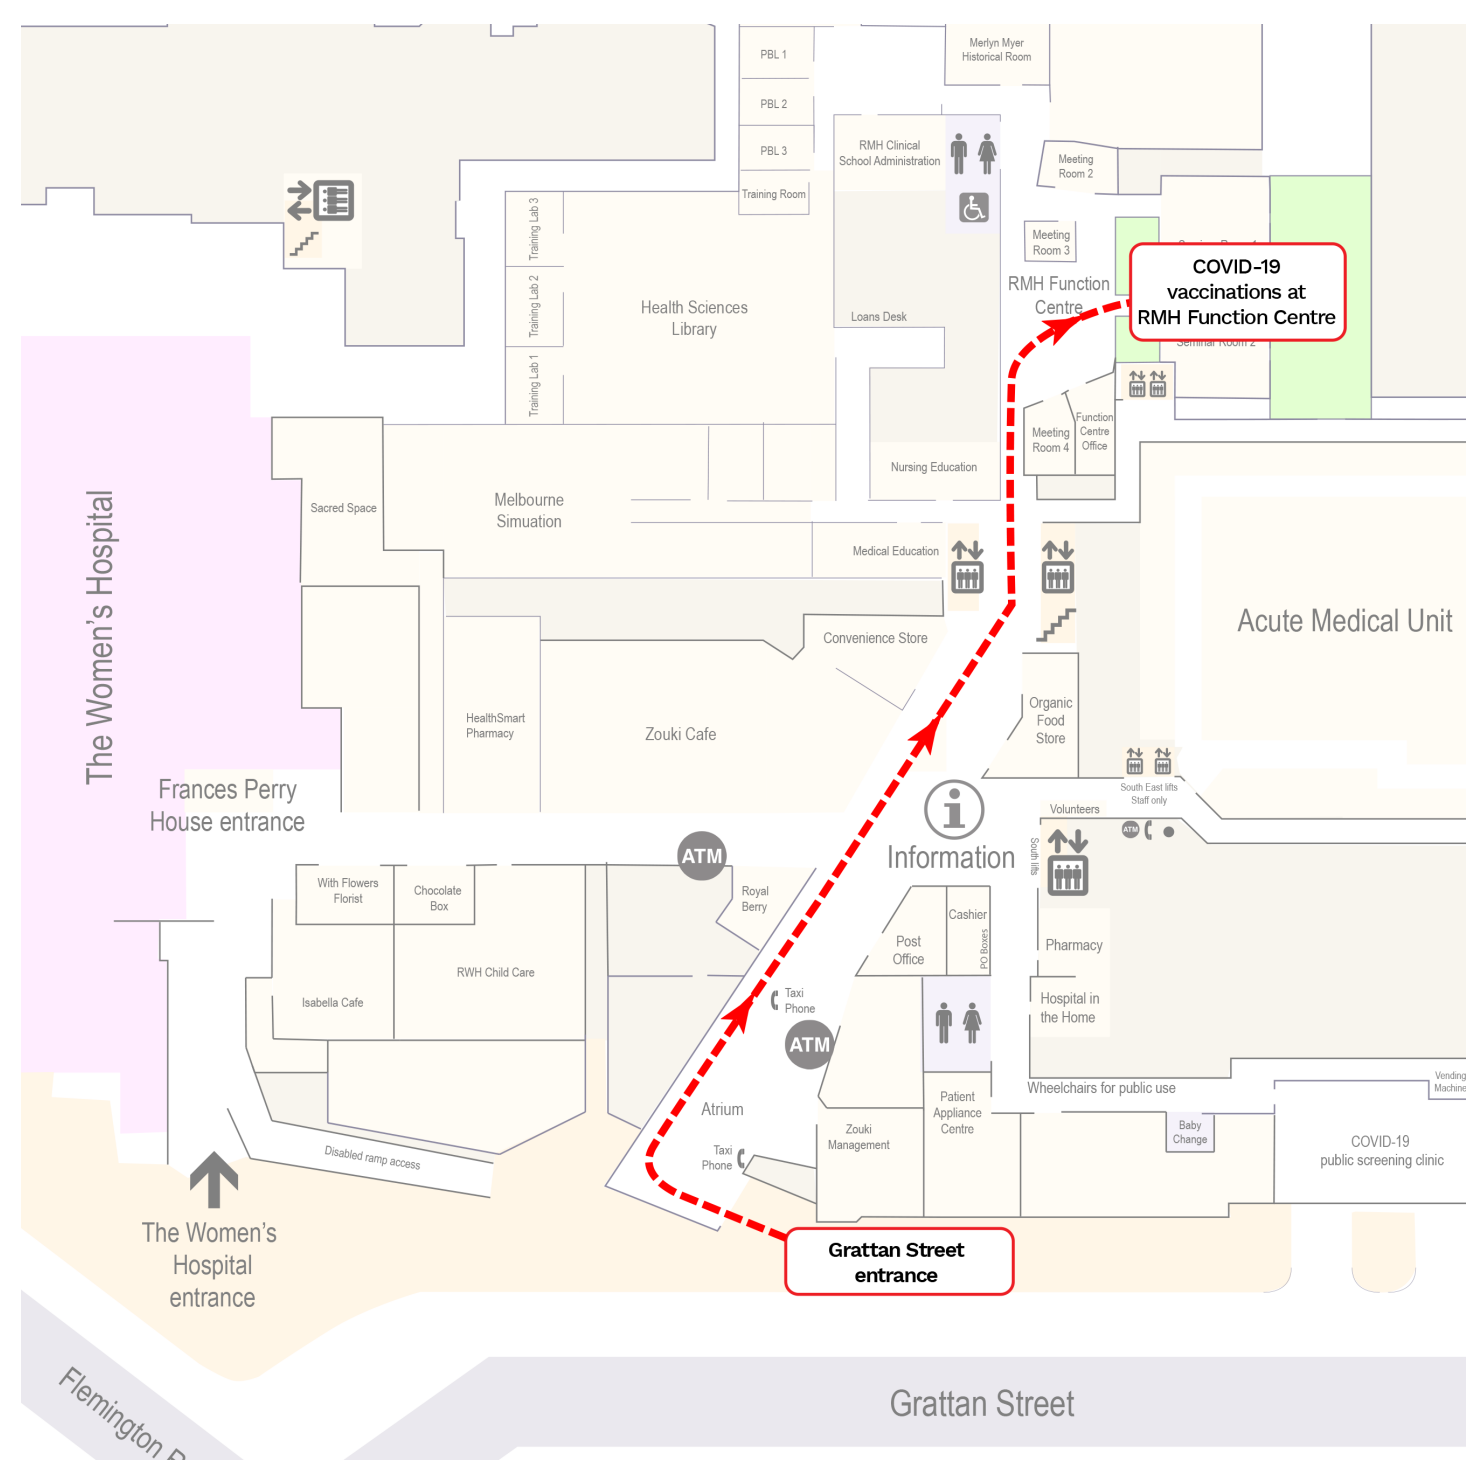 Merlyn Myer
Historical Room
PBL 1
PBL 2
PBL 3
Training Room
RMH Clinical
School Administration
Meeting
Room 2
Meeting
Room 3
Training Lab 3
Training Lab 2
Training Lab 1
Health Sciences
Library
Loans Desk
RMH Function
Centre
COVID-19
vaccinations at
RMH Function Centre
Seminar Room 2
Meeting
Room 4
Function
Centre
Office
Nursing Education
Sacred Space
Melbourne
Simuation
Medical Education
The Women's Hospital
Convenience Store
Acute Medical Unit
HealthSmart
Pharmacy
Zouki Cafe
Organic
Food
Store
South East lifts
Staff only
Frances Perry
House entrance
Volunteers
ATM
ATM
Information
South lifts
With Flowers
Florist
Chocolate
Box
Royal
Berry
Post
Office
Cashier
PO Boxes
Pharmacy
RWH Child Care
Isabella Cafe
Taxi
Phone
Hospital in
the Home
ATM
Wheelchairs for public use
Vending
Machine
Atrium
Patient
Appliance
Centre
Zouki
Management
Baby
Change
Taxi
Phone
Disabled ramp access
COVID-19
public screening clinic
The Women's
Hospital
entrance
Grattan Street
entrance
Flemington
Grattan Street